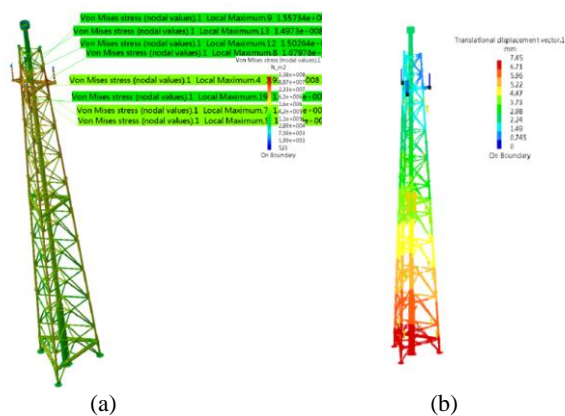 Von Mises stress (nodal values).1 Local Maximum.9 1.55734e+00
Von Mises stress (nodal values).1 Local Maximum.13 1.4973e+008
Von Mises stress (nodal values).1 Local Maximum.12 1.50264e+
Von Mises stress (nodal values).1 Local Maximum.8 1.67978e+
Von Mises stress (nodal values).1
N_m2
Von Mises stress (nodal values).1 Local Maximum.4
008
Von Mises stress (nodal values).1 Local Maximum.19
Von Mises stress (nodal values).1 Local Maximum.7
Von Mises stress (nodal values).1 Local Maximum
521
On Boundary
Translational displacement vector.1
mm
7.45
6.71
5.96
5.22
4.47
3.73
2.98
2.24
1.49
0.745
0
On Boundary
(a)
(b)